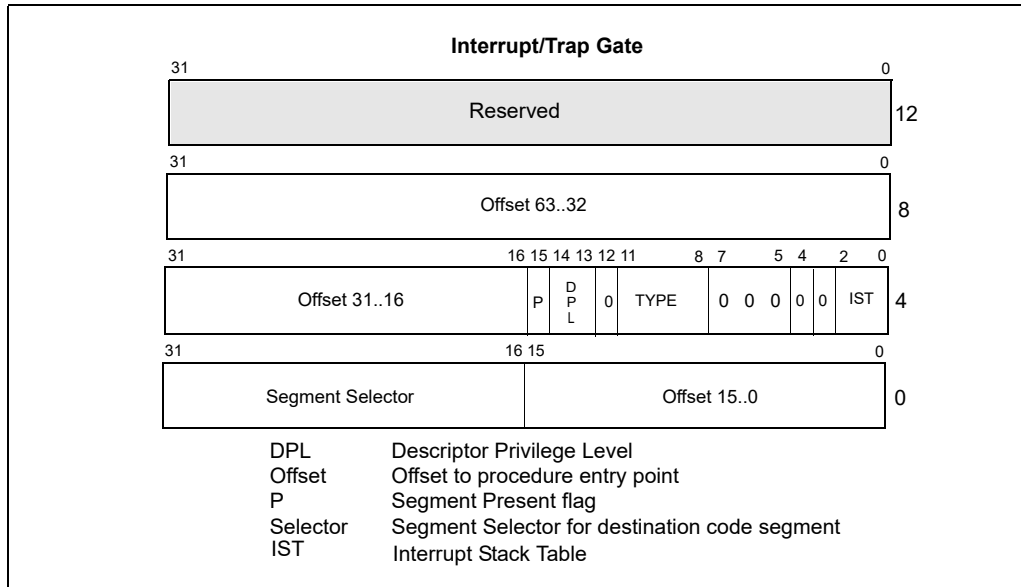 Interrupt/Trap Gate
31 0
Reserved 12
31 0
Offset 63..32 8
31 16 15 14 13 12 11 8 7 5 4 2 0
Offset 31..16 P D P L 0 TYPE 0 0 0 0 0 IST 4
31 16 15 0
Segment Selector Offset 15..0 0
DPL Descriptor Privilege Level
Offset Offset to procedure entry point
P Segment Present flag
Selector Segment Selector for destination code segment
IST Interrupt Stack Table